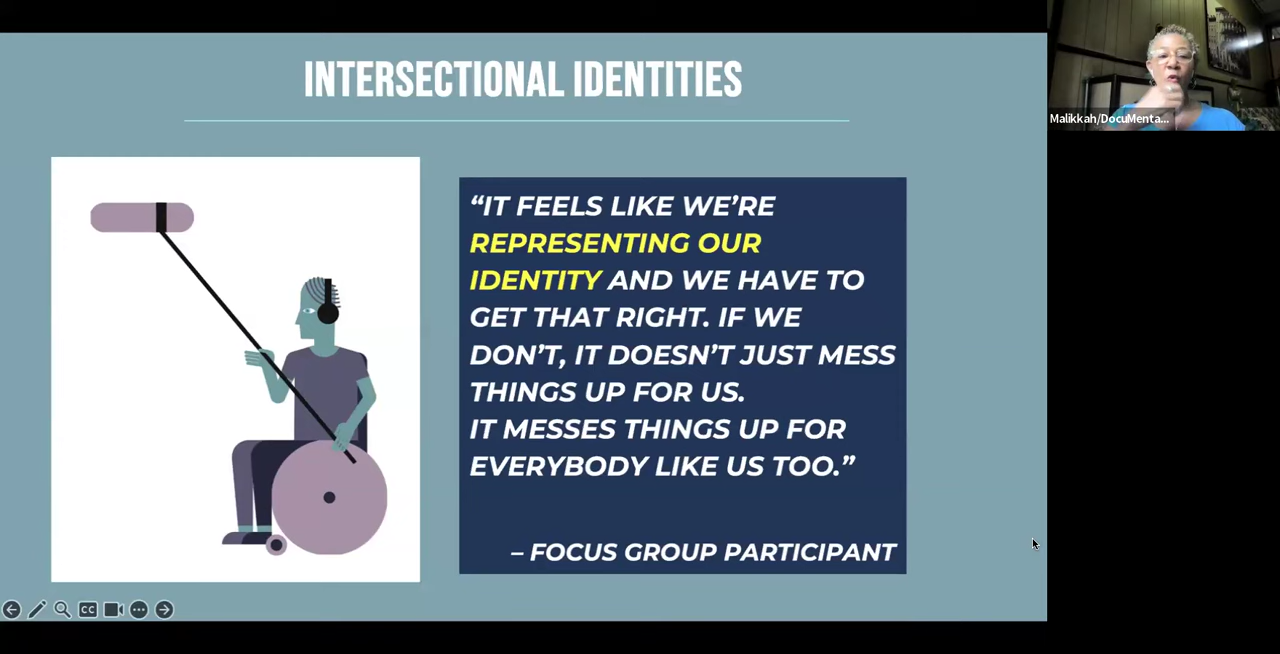 INTERSECTIONAL IDENTITIES
Malikkah/DocuMenta...
“IT FEELS LIKE WE’RE
REPRESENTING OUR
IDENTITY AND WE HAVE TO
GET THAT RIGHT. IF WE
DON’T, IT DOESN’T JUST MESS
THINGS UP FOR US.
IT MESSES THINGS UP FOR
EVERYBODY LIKE US TOO.”
– FOCUS GROUP PARTICIPANT
CC